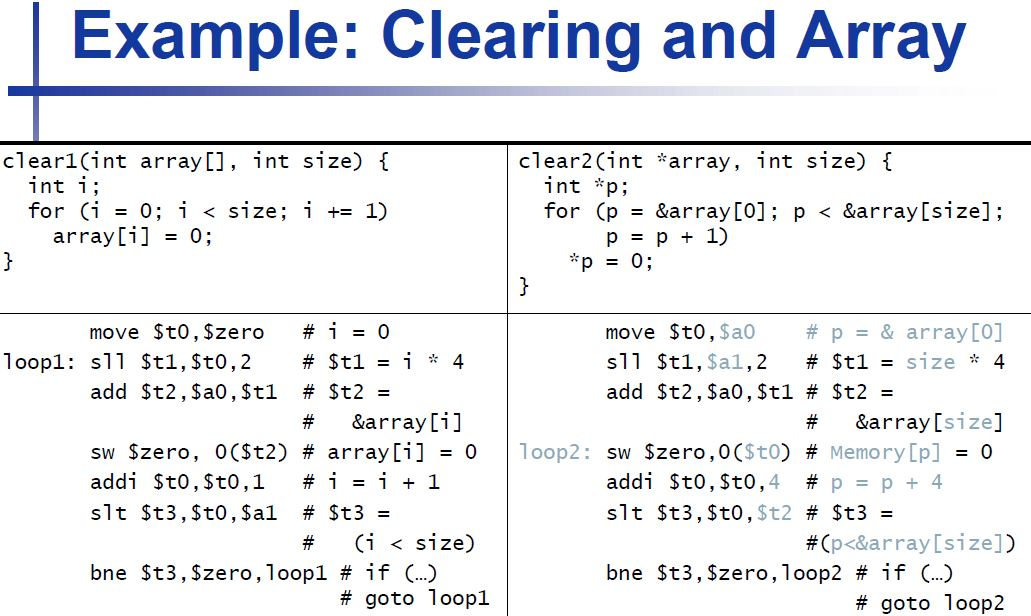 Example: Clearing and Array
clear1(int array[], int size) {
int i;
for (i = 0; i < size; i += 1)
array[i] = 0;
}
clear2(int *array, int size) {
int *p;
for (p = &array[0]; p < &array[size];
p = p + 1)
*p = 0;
}
move $t0,$zero # i = 0
loop1: sll $t1,$t0,2 # $t1 = i * 4
add $t2,$a0,$t1 # $t2 =
# &array[i]
sw $zero, 0($t2) # array[i] = 0
addi $t0,$t0,1 # i = i + 1
slt $t3,$t0,$a1 # $t3 =
# (i < size)
bne $t3,$zero,loop1 # if (…)
# goto loop1
move $t0,$a0 # p = & array[0]
sll $t1,$a1,2 # $t1 = size * 4
add $t2,$a0,$t1 # $t2 =
# &array[size]
loop2: sw $zero,0($t0) # Memory[p] = 0
addi $t0,$t0,4 # p = p + 4
slt $t3,$t0,$t2 # $t3 =
#(p<&array[size])
bne $t3,$zero,loop2 # if (…)
# goto loop2